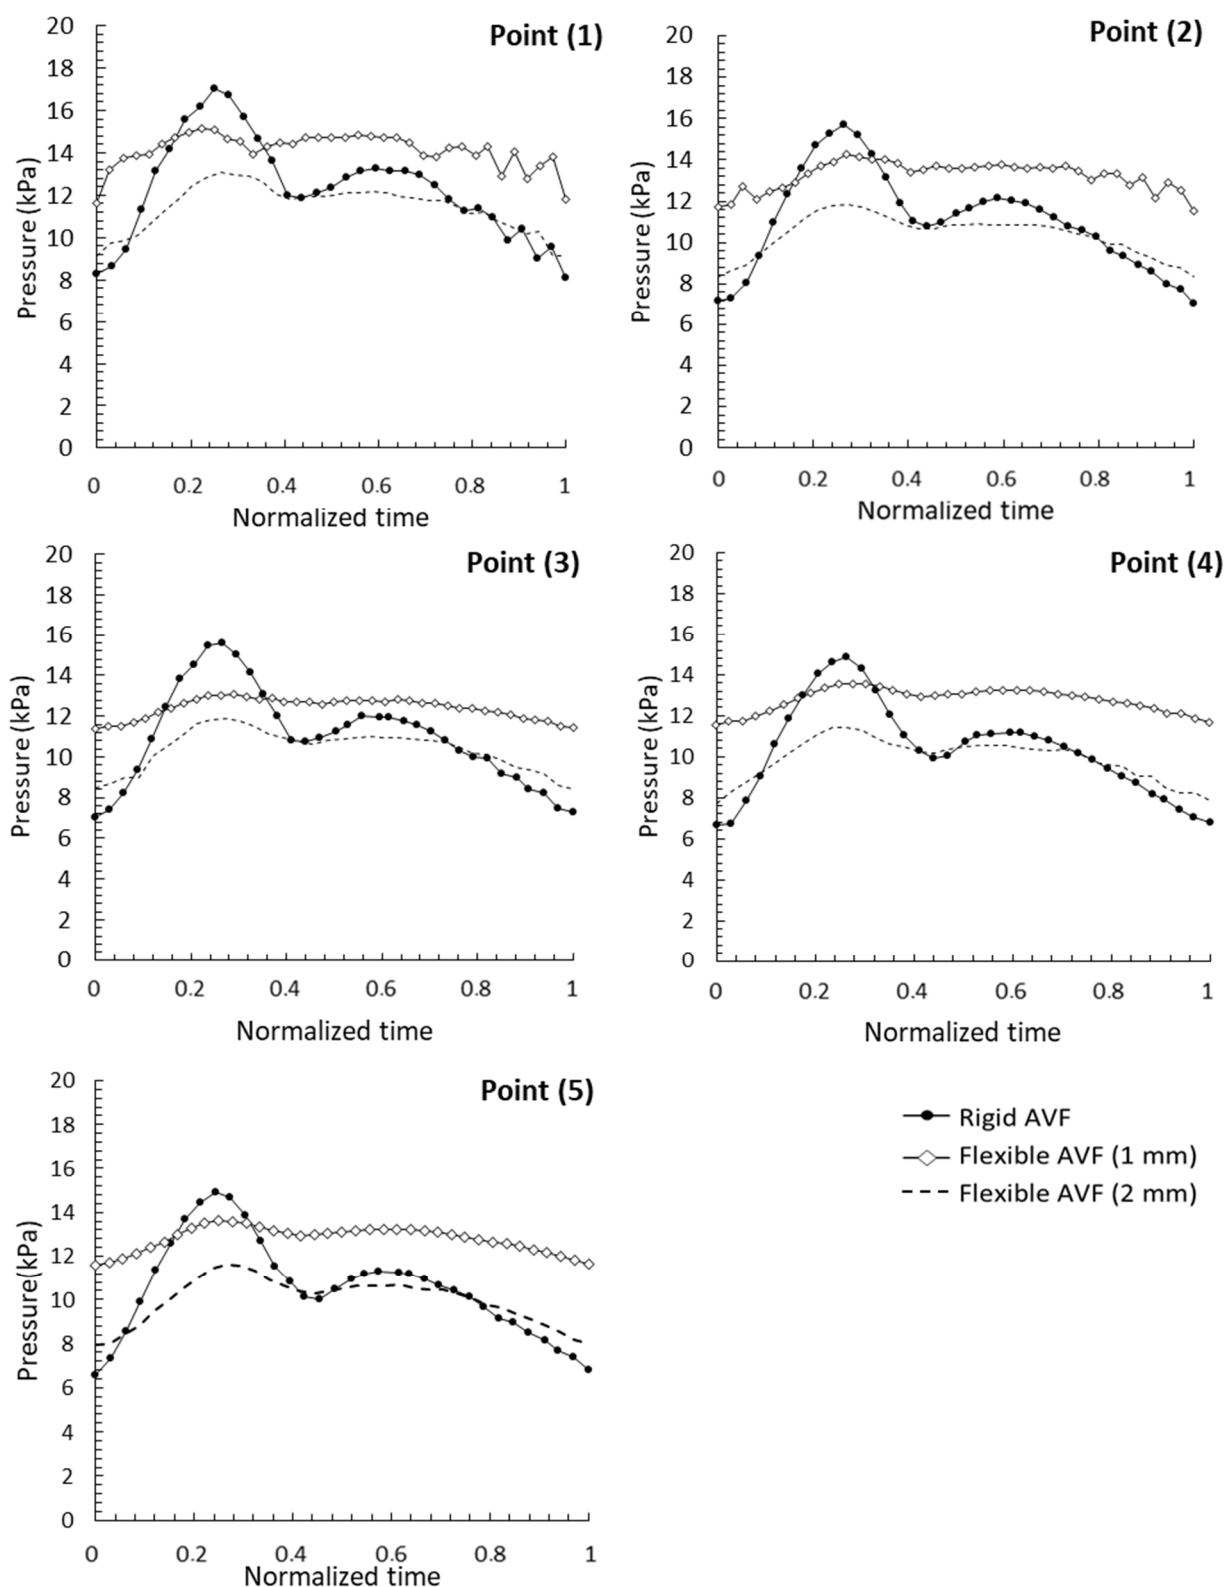 Point (1)
20
18
16
14
12
10
8
6
4
2
0
Pressure (kPa)
0 0.2 0.4 0.6 0.8 1
Normalized time
Point (2)
20
18
16
14
12
10
8
6
4
2
0
Pressure (kPa)
0 0.2 0.4 0.6 0.8 1
Normalized time
Point (3)
20
18
16
14
12
10
8
6
4
2
0
Pressure (kPa)
0 0.2 0.4 0.6 0.8 1
Normalized time
Point (4)
20
18
16
14
12
10
8
6
4
2
0
Pressure (kPa)
0 0.2 0.4 0.6 0.8 1
Normalized time
Point (5)
20
18
16
14
12
10
8
6
4
2
0
Pressure(kPa)
0 0.2 0.4 0.6 0.8 1
Normalized time
Rigid AVF
Flexible AVF (1 mm)
Flexible AVF (2 mm)